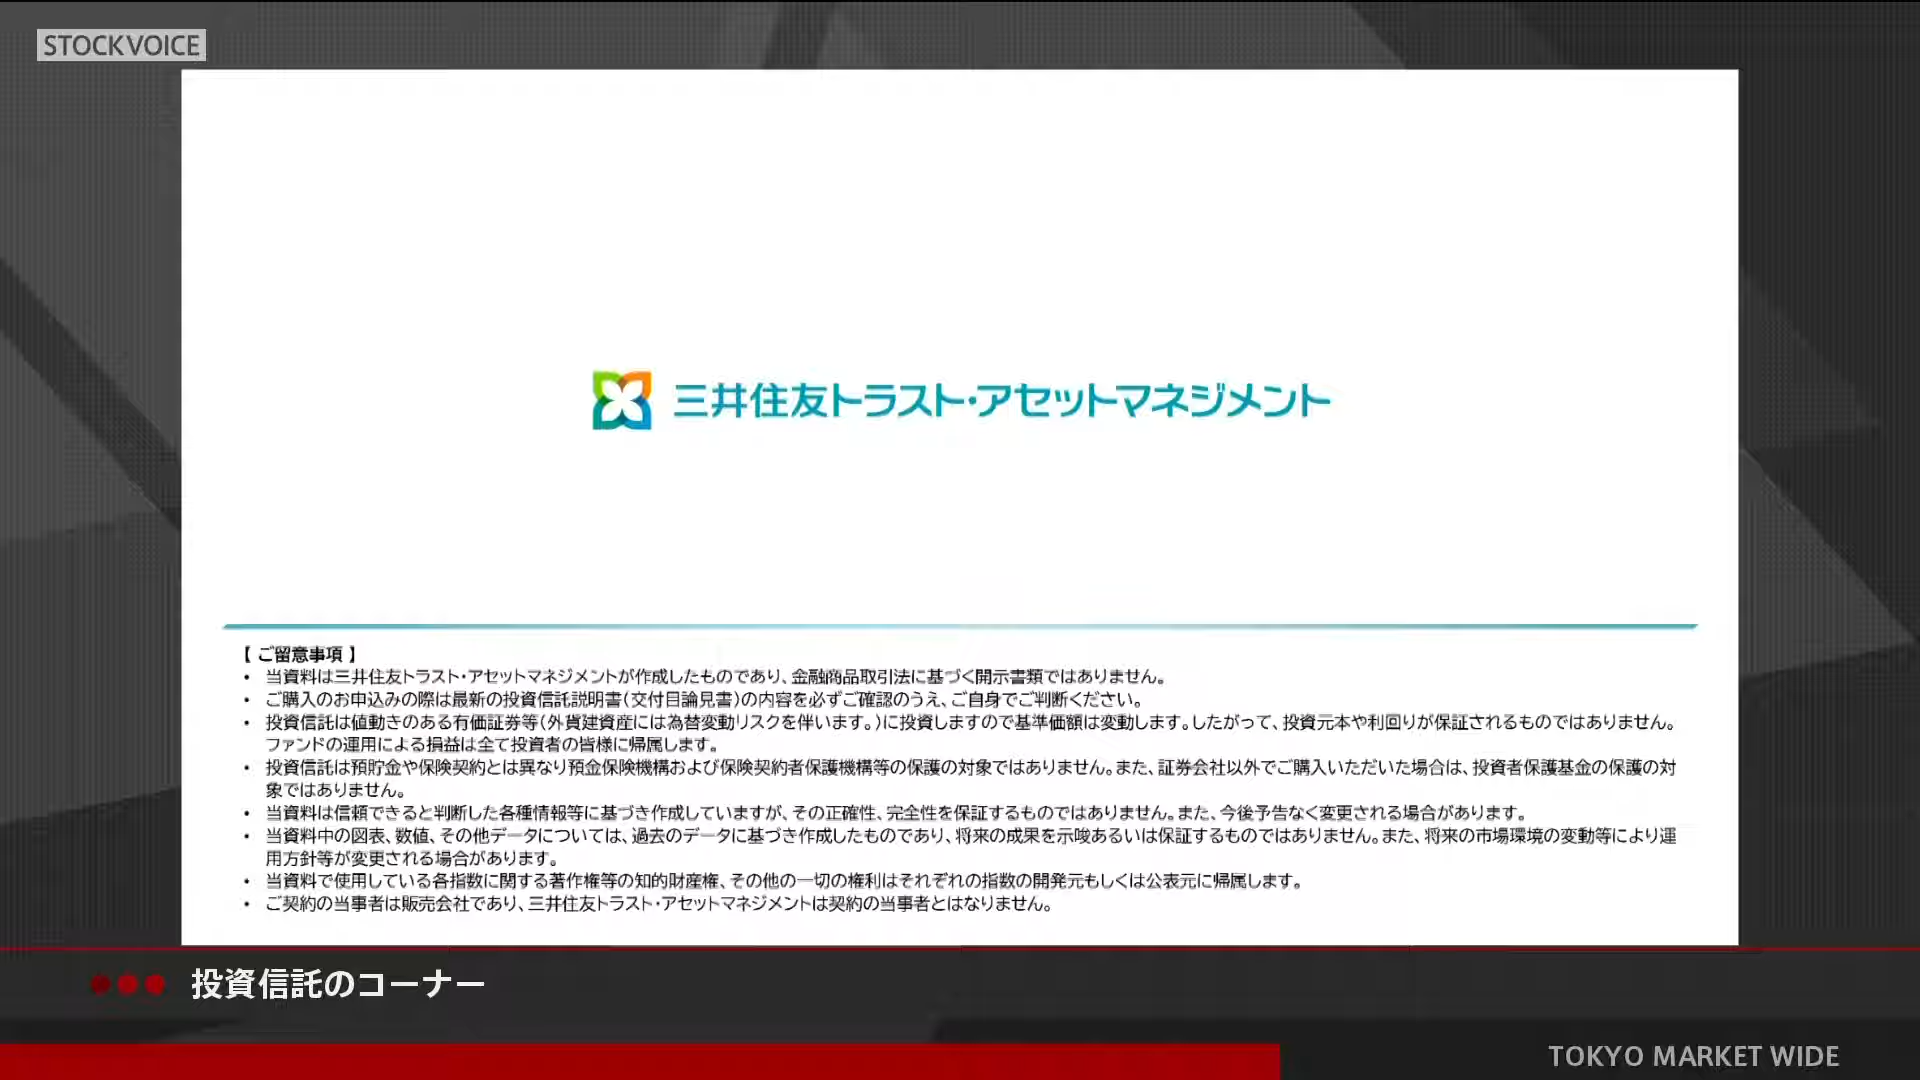 STOCKVOICE
三井住友トラスト・アセットマネジメント
【 ご留意事項 】
• 当資料は三井住友トラスト・アセットマネジメントが作成したものであり、金融商品取引法に基づく開示書類ではありません。
• ご購入のお申込みの際は最新の投資信託説明書（交付目論見書）の内容を必ずご確認のうえ、ご自身でご判断ください。
• 投資信託は値動きのある有価証券等（外貨建資産には為替変動リスクを伴います。）に投資しますので基準価額は変動します。したがって、投資元本や利回りが保証されるものではありません。
ファンドの運用による損益は全て投資者の皆様に帰属します。
• 投資信託は預貯金や保険契約とは異なり預金保険機構および保険契約者保護機構等の保護の対象ではありません。また、証券会社以外でご購入いただいた場合は、投資者保護基金の保護の対
象ではありません。
• 当資料は信頼できると判断した各種情報等に基づき作成していますが、その正確性、完全性を保証するものではありません。また、今後予告なく変更される場合があります。
• 当資料中の図表、数値、その他データについては、過去のデータに基づき作成したものであり、将来の成果を示唆あるいは保証するものではありません。また、将来の市場環境の変動等により運
用方針等が変更される場合があります。
• 当資料で使用している各指数に関する著作権等の知的財産権、その他の一切の権利はそれぞれの指数の開発元もしくは公表元に帰属します。
• ご契約の当事者は販売会社であり、三井住友トラスト・アセットマネジメントは契約の当事者とはなりません。
投資信託のコーナー
TOKYO MARKET WIDE